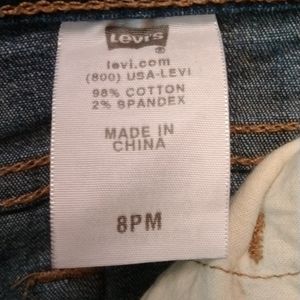 Levi's
®
levi.com
(800) USA-LEVI
98% COTTON
2% SPANDEX
MADE IN
CHINA
8PM